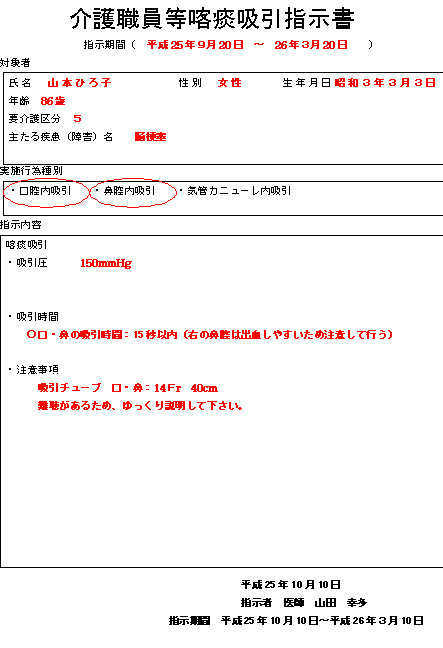 介護職員等喀痰吸引指示書
指示期間（　平成25年9月20日　～　26年3月20日　　）
対象者
氏名　山本ひろ子　性別　女性　生年月日 昭和３年３月３日
年齢　86歳
要介護区分　５
主たる疾患（障害）名　脳梗塞
実施行為種別
・口腔内吸引　・鼻腔内吸引　・気管カニューレ内吸引
指示内容
喀痰吸引
・吸引圧　150mmHg
・吸引時間
〇口・鼻の吸引時間：15秒以内（右の鼻腔は出血しやすいため注意して行う）
・注意事項
吸引チューブ　口・鼻：14Fr　40cm
難聴があるため、ゆっくり説明して下さい。
平成25年10月10日
指示者　医師　山田　幸多
指示期間　平成25年10月10日～平成26年3月10日